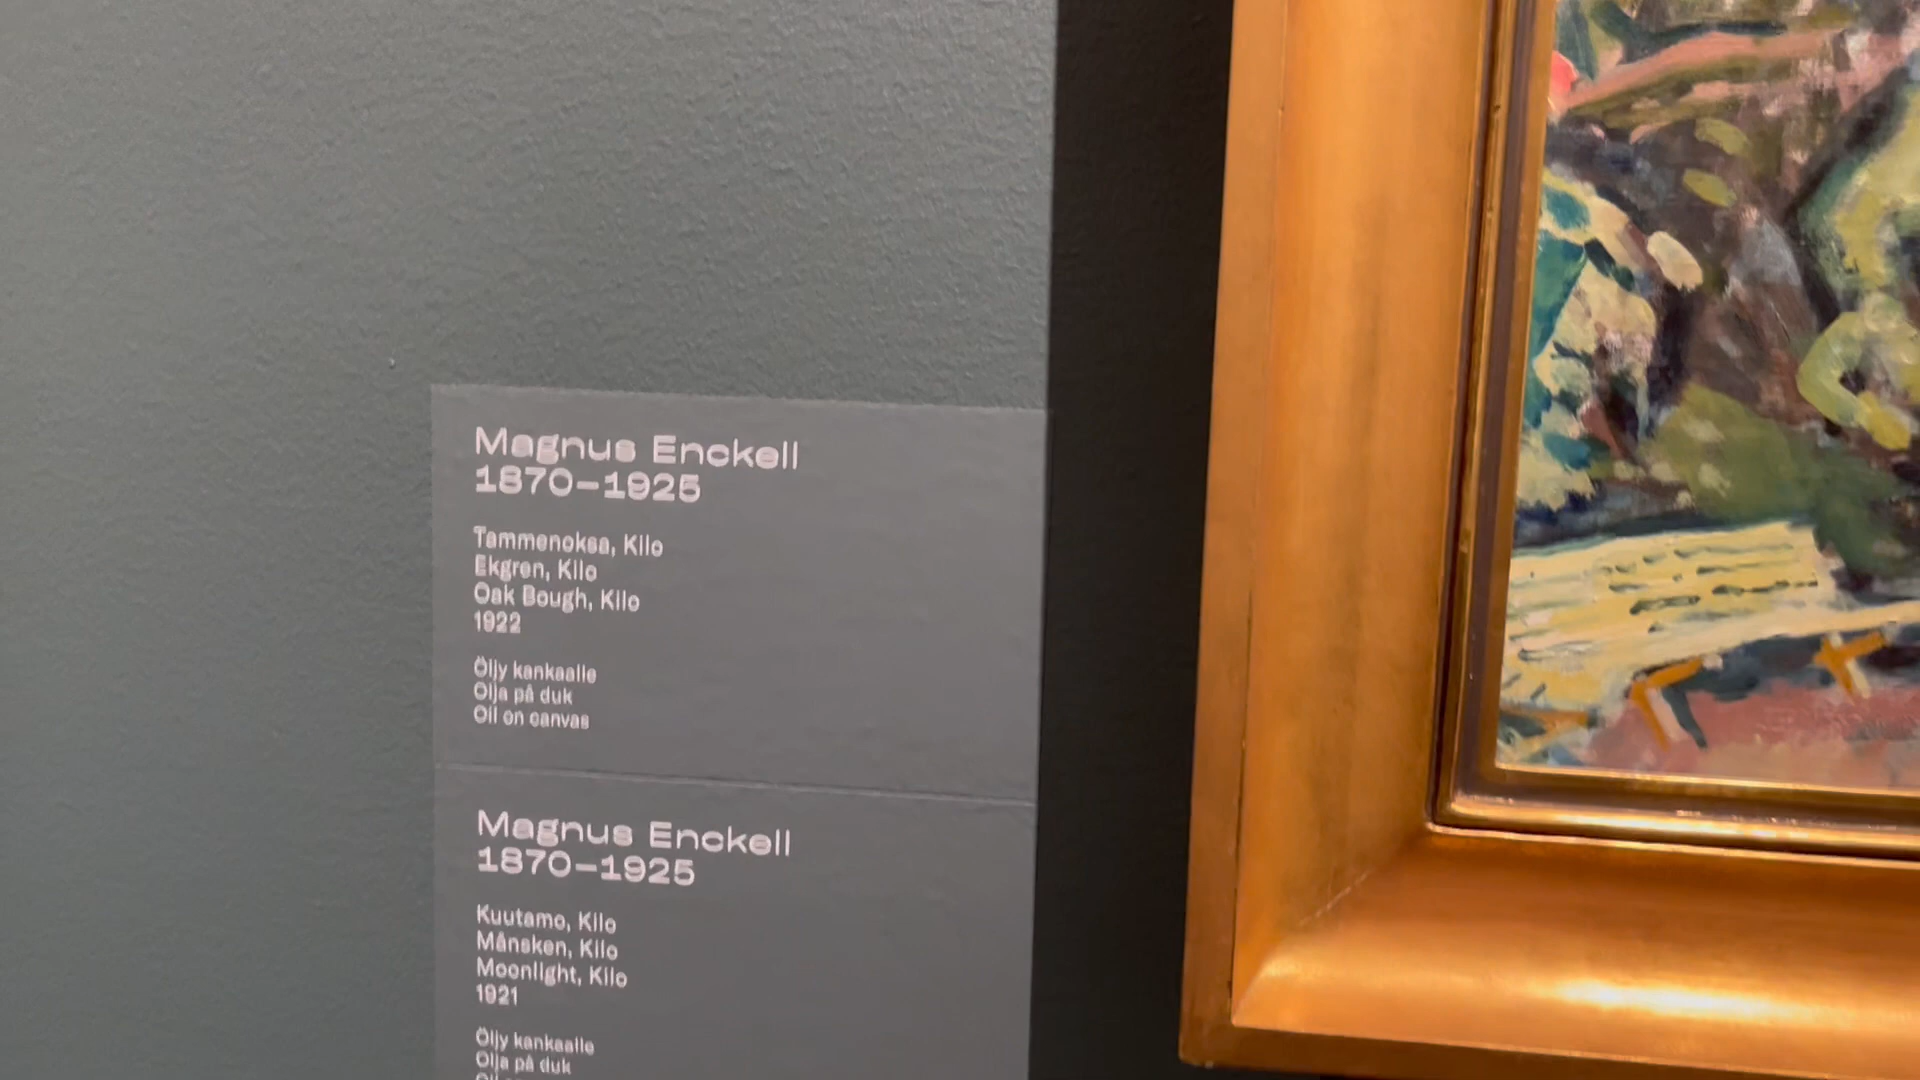 Magnus Enckell
1870–1925
Tammenoksa, Kilo
Ekgren, Kilo
Oak Bough, Kilo
1922
Öljy kankaalle
Olja på duk
Oil on canvas
Magnus Enckell
1870–1925
Kuutamo, Kilo
Månsken, Kilo
Moonlight, Kilo
1921
Öljy kankaalle
Olja på duk